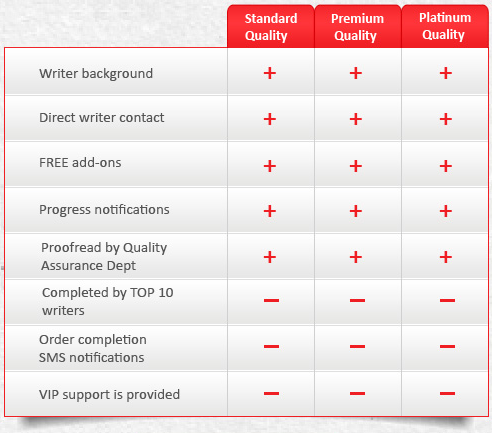 Standard Quality Premium Quality Platinum Quality
Writer background + + +
Direct writer contact + + +
FREE add-ons + + +
Progress notifications + + +
Proofread by Quality
Assurance Dept + + +
Completed by TOP 10
writers — — —
Order completion
SMS notifications — — —
VIP support is provided — — —